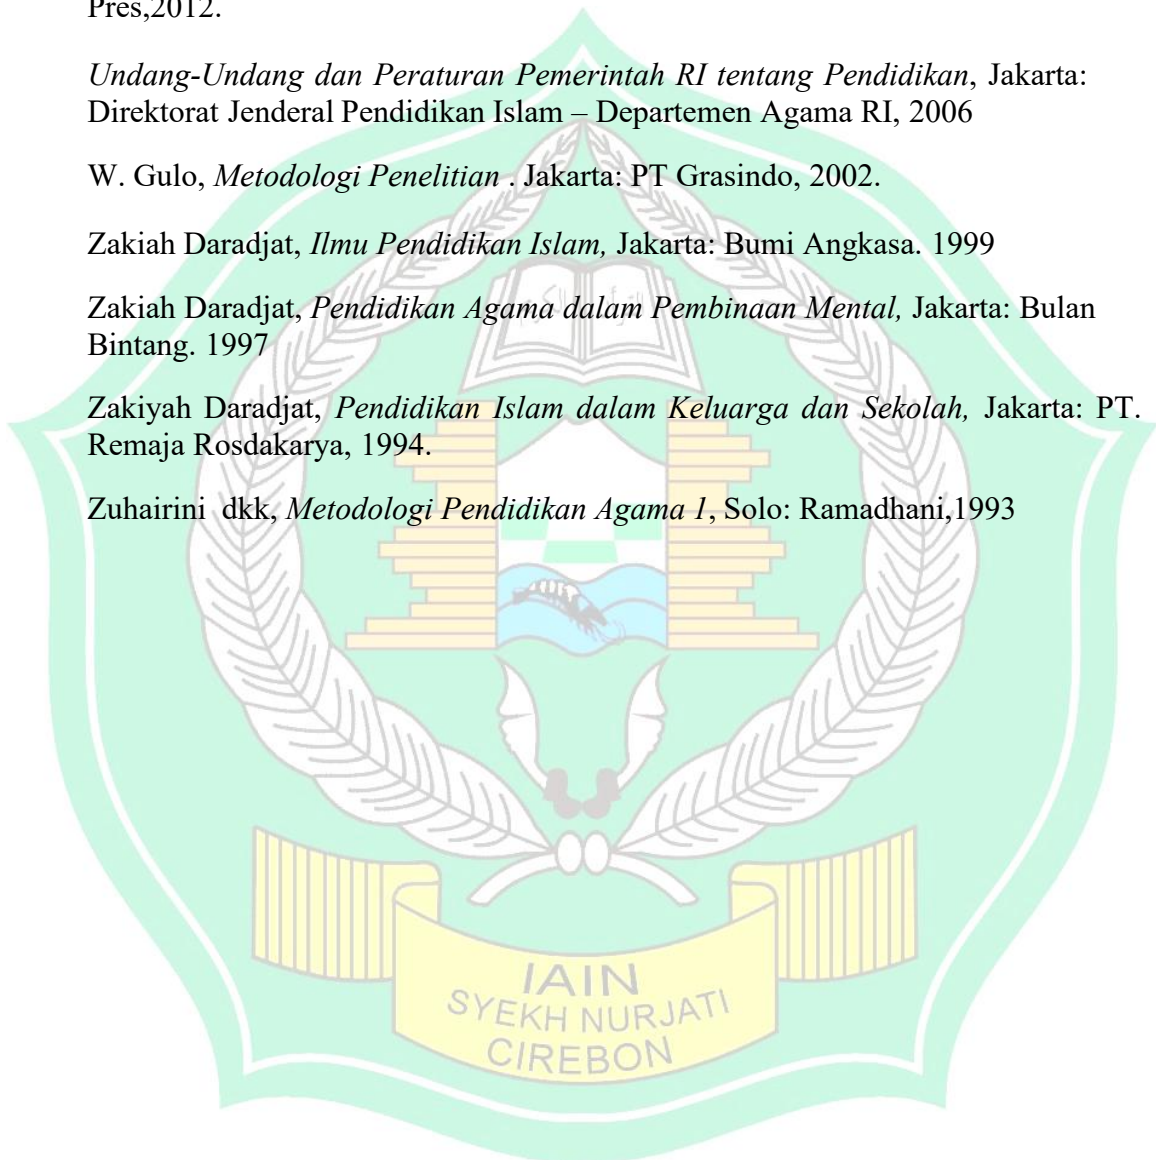 Pres,2012.
Undang-Undang dan Peraturan Pemerintah RI tentang Pendidikan, Jakarta:
Direktorat Jenderal Pendidikan Islam – Departemen Agama RI, 2006
W. Gulo, Metodologi Penelitian . Jakarta: PT Grasindo, 2002.
Zakiah Daradjat, Ilmu Pendidikan Islam, Jakarta: Bumi Angkasa. 1999
Zakiah Daradjat, Pendidikan Agama dalam Pembinaan Mental, Jakarta: Bulan
Bintang. 1997
Zakiyah Daradjat, Pendidikan Islam dalam Keluarga dan Sekolah, Jakarta: PT.
Remaja Rosdakarya, 1994.
Zuhairini dkk, Metodologi Pendidikan Agama 1, Solo: Ramadhani,1993
IAIN
SYEKH NURJATI
CIREBON